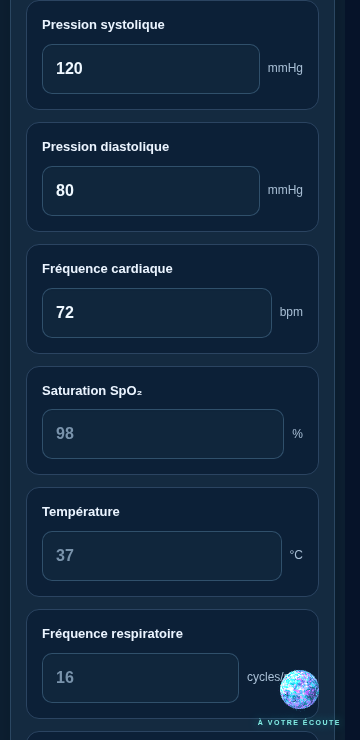 Pression systolique
120 mmHg
Pression diastolique
80 mmHg
Fréquence cardiaque
72 bpm
Saturation SpO₂
98 %
Température
37 °C
Fréquence respiratoire
16
À VOTRE ÉCOUTE